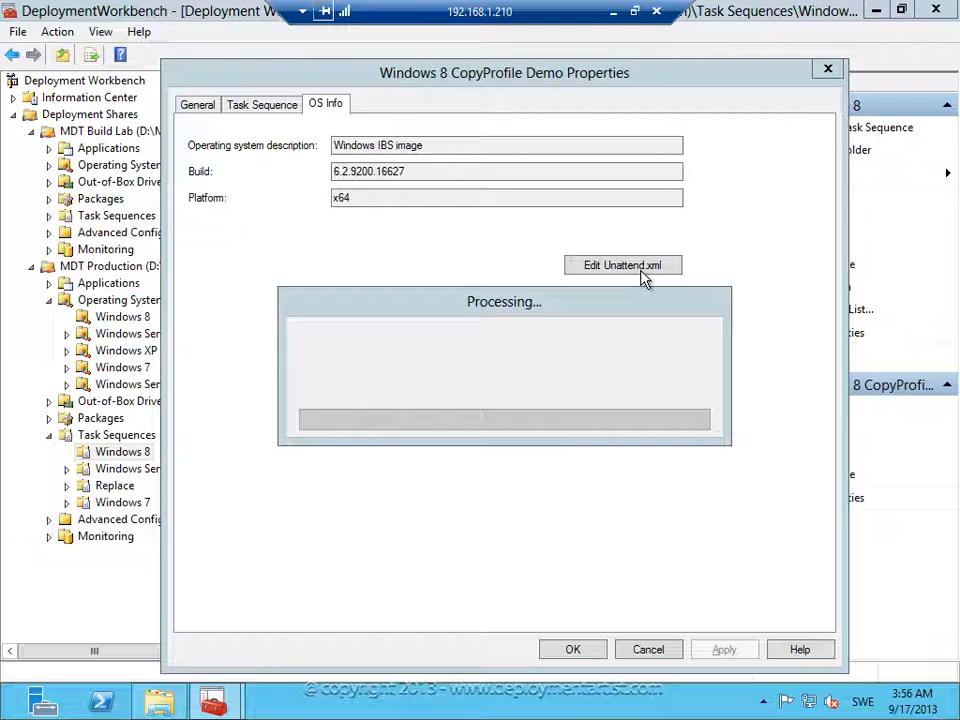 DeploymentWorkbench - [Deployment W
192.168.1.210
)\Task Sequences\Window...
File Action View Help
Windows 8 CopyProfile Demo Properties
General Task Sequence OS Info
Operating system description: Windows IBS image
Build: 6.2.9200.16627
Platform: x64
Edit Unattend.xml
Processing...
OK Cancel Apply Help
Deployment Workbench
Information Center
Deployment Shares
MDT Build Lab (D:\M
Applications
Operating System
Out-of-Box Drive
Packages
Task Sequences
Advanced Config
Monitoring
MDT Production (D:
Applications
Operating System
Windows 8
Windows Ser
Windows XP
Windows 7
Windows Ser
Out-of-Box Drive
Packages
Task Sequences
Windows 8
Windows Ser
Replace
Windows 7
Advanced Config
Monitoring
8
ask Sequence
older
e
List...
ties
8 CopyProfi...
e
ties
@ copyright 2013 - www.deploymentartist.com
SWE
3:56 AM
9/17/2013